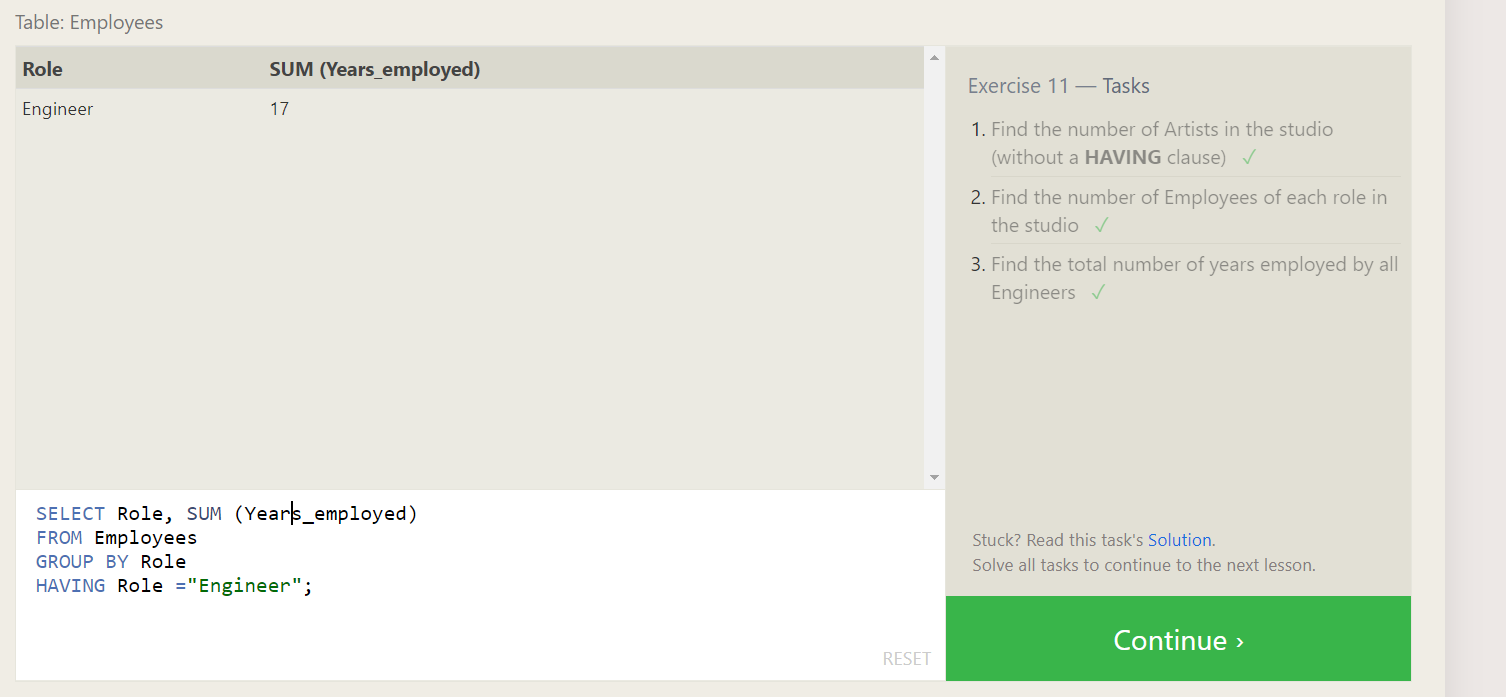 Table: Employees
Role SUM (Years_employed)
Engineer 17
SELECT Role, SUM (Years_employed)
FROM Employees
GROUP BY Role
HAVING Role ="Engineer";
RESET
Exercise 11 — Tasks
1. Find the number of Artists in the studio
(without a HAVING clause) ✓
2. Find the number of Employees of each role in
the studio ✓
3. Find the total number of years employed by all
Engineers ✓
Stuck? Read this task's Solution.
Solve all tasks to continue to the next lesson.
Continue ›